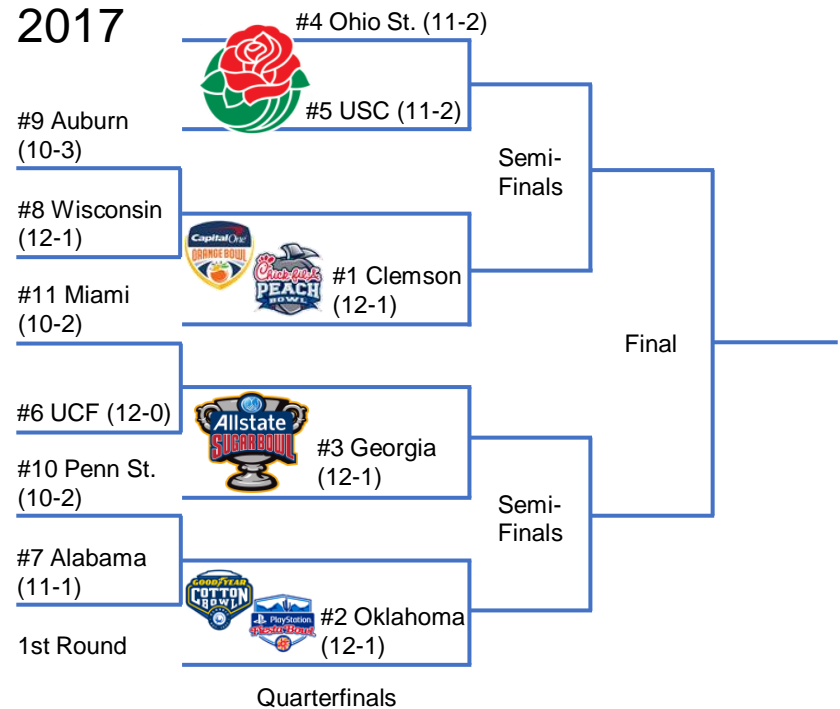 2017
#4 Ohio St. (11-2)
#5 USC (11-2)
#9 Auburn
(10-3)
Semi-
Finals
#8 Wisconsin
(12-1)
Capital One
ORANGE BOWL
Chick-fil-A
PEACH
BOWL
#1 Clemson
(12-1)
#11 Miami
(10-2)
Final
#6 UCF (12-0)
Allstate
SUGAR BOWL
#3 Georgia
(12-1)
#10 Penn St.
(10-2)
Semi-
Finals
#7 Alabama
(11-1)
GOODYEAR
COTTON
BOWL
PlayStation
Fiesta Bowl
#2 Oklahoma
(12-1)
1st Round
Quarterfinals